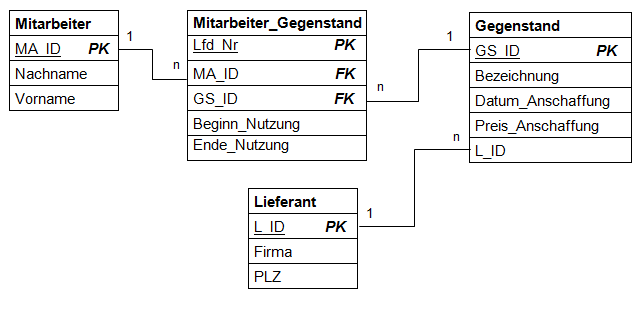 Mitarbeiter
MA_ID PK
Nachname
Vorname
1
n
Mitarbeiter_Gegenstand
Lfd_Nr PK
MA_ID FK
GS_ID FK
Beginn_Nutzung
Ende_Nutzung
1
n
Gegenstand
GS_ID PK
Bezeichnung
Datum_Anschaffung
Preis_Anschaffung
L_ID
n
1
Lieferant
L_ID PK
Firma
PLZ